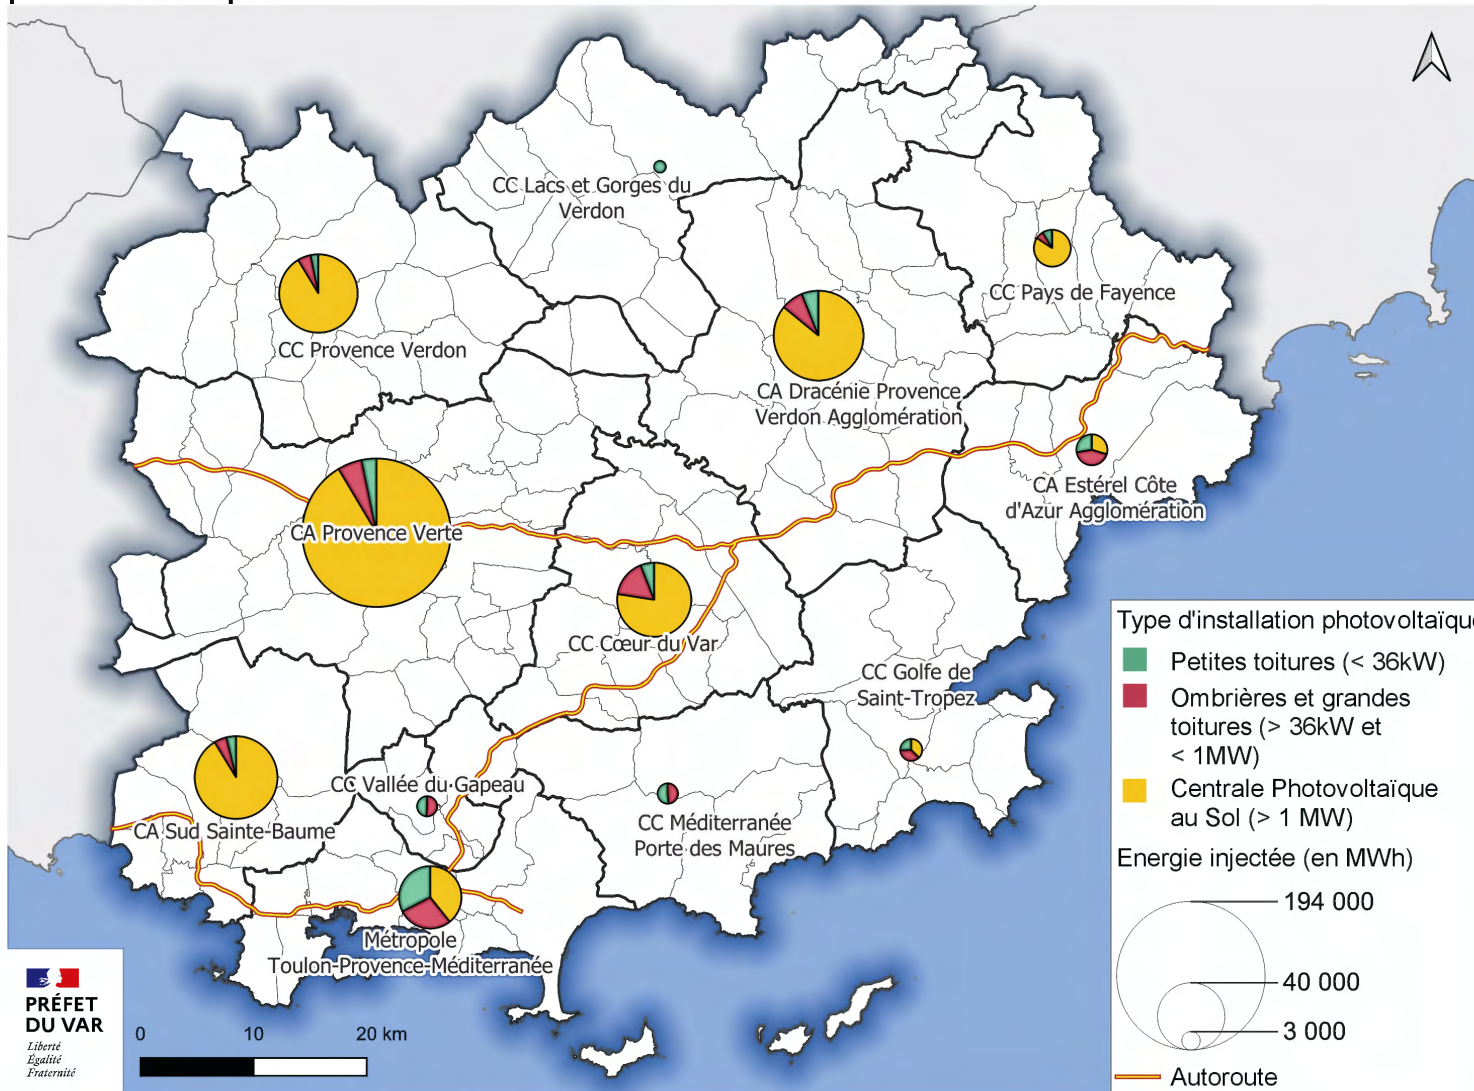 CC Lacs et Gorges du
Verdon
CC Pays de Fayence
CC Provence Verdon
CA Dracénie Provence
Verdon Agglomération
CA Estérel Côte
d'Azur Agglomération
CA Provence Verte
CC Cœur du Var
CC Golfe de
Saint-Tropez
CC Vallée du Gapeau
CA Sud Sainte-Baume
CC Méditerranée
Porte des Maures
Métropole
Toulon-Provence-Méditerranée
Type d'installation photovoltaïque
Petites toitures (< 36kW)
Ombrières et grandes
toitures (> 36kW et
< 1MW)
Centrale Photovoltaïque
au Sol (> 1 MW)
Energie injectée (en MWh)
194 000
40 000
3 000
Autoroute
PRÉFET
DU VAR
Liberté
Égalité
Fraternité
0 10 20 km